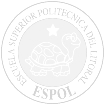 ESCUELA SUPERIOR POLITECNICA DEL LITORAL
ESPOL